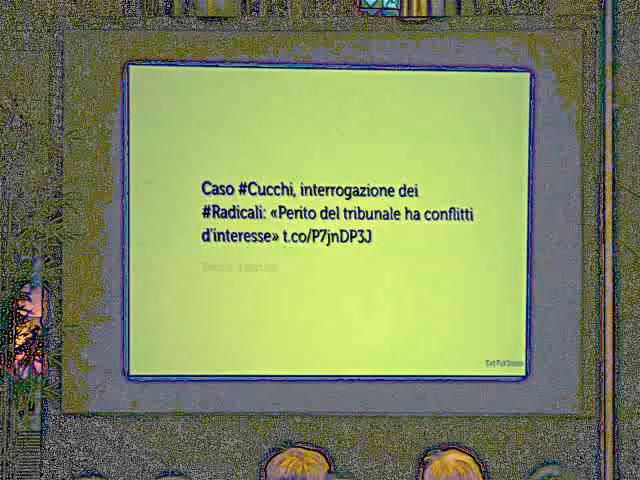 Caso #Cucchi, interrogazione dei
#Radicali: «Perito del tribunale ha conflitti
d'interesse» t.co/P7jnDP3J